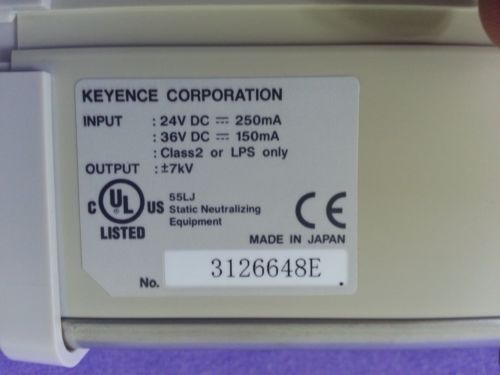 KEYENCE CORPORATION
INPUT : 24V DC ⎓ 250mA
: 36V DC ⎓ 150mA
: Class2 or LPS only
OUTPUT : ±7kV
C UL US
LISTED
55LJ
Static Neutralizing
Equipment
CE
MADE IN JAPAN
No. 3126648E